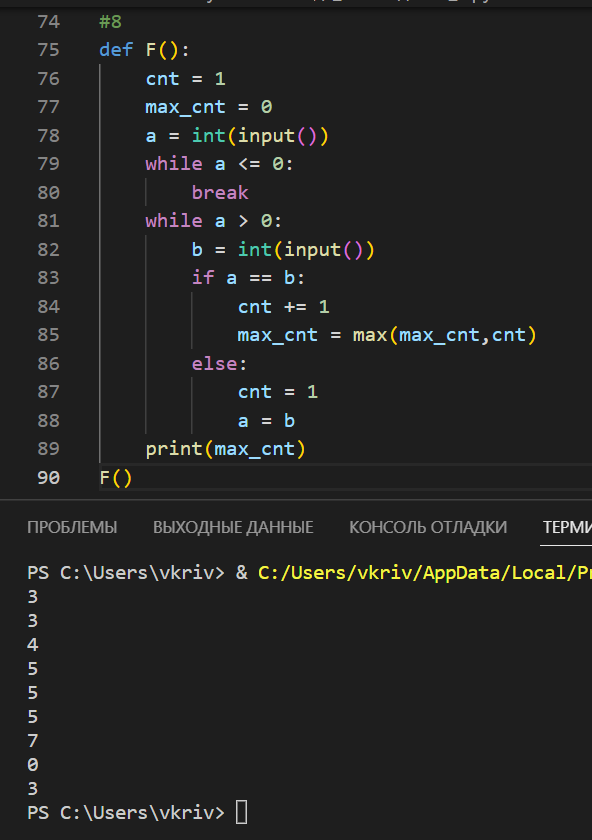 74 #8
75 def F():
76     cnt = 1
77     max_cnt = 0
78     a = int(input())
79     while a <= 0:
80         break
81     while a > 0:
82         b = int(input())
83         if a == b:
84             cnt += 1
85             max_cnt = max(max_cnt,cnt)
86         else:
87             cnt = 1
88             a = b
89     print(max_cnt)
90 F()
ПРОБЛЕМЫ ВЫХОДНЫЕ ДАННЫЕ КОНСОЛЬ ОТЛАДКИ
PS C:\Users\vkriv> & C:/Users/vkriv/AppData/Local/
3
3
4
5
5
5
7
0
3
PS C:\Users\vkriv>